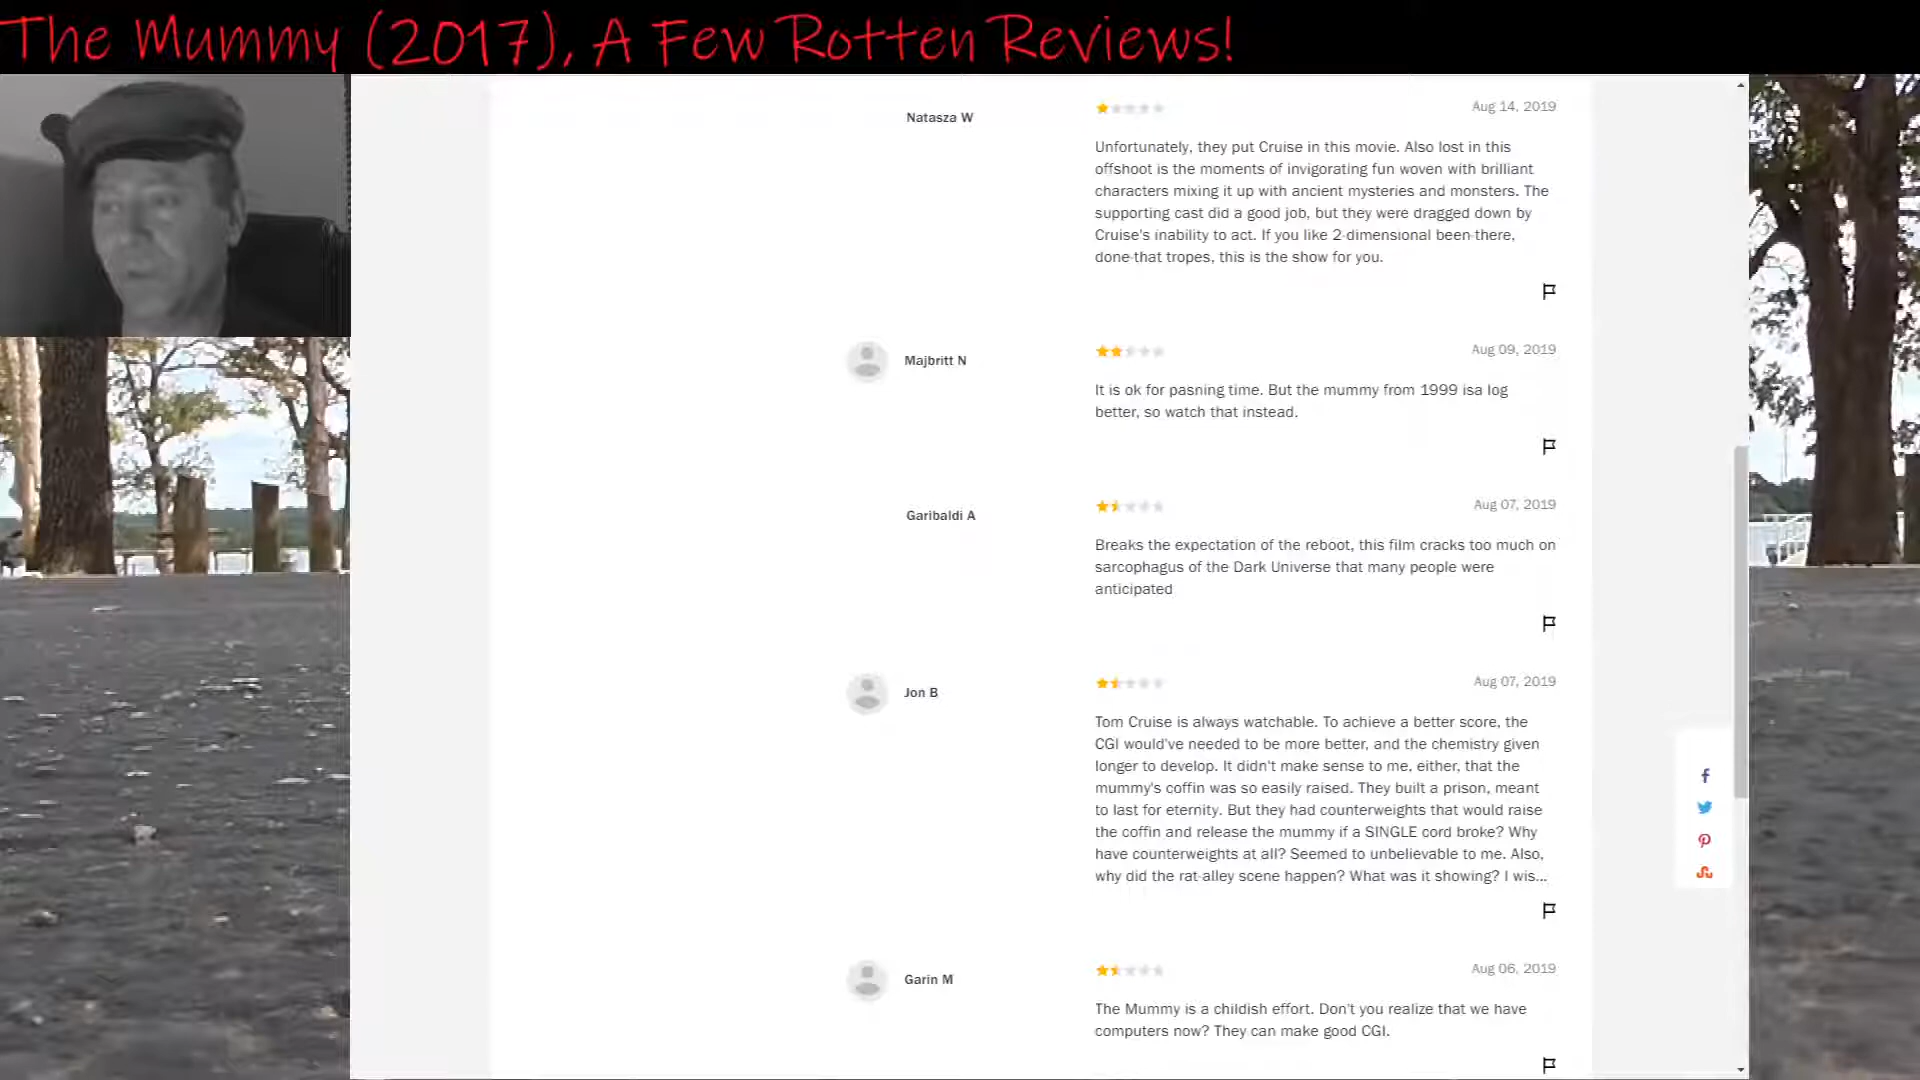 The Mummy (2017), A Few Rotten Reviews!
Natasza W
Aug 14, 2019
Unfortunately, they put Cruise in this movie. Also lost in this
offshoot is the moments of invigorating fun woven with brilliant
characters mixing it up with ancient mysteries and monsters. The
supporting cast did a good job, but they were dragged down by
Cruise's inability to act. If you like 2-dimensional been-there,
done-that tropes, this is the show for you.
Majbritt N
Aug 09, 2019
It is ok for pasning time. But the mummy from 1999 isa log
better, so watch that instead.
Garibaldi A
Aug 07, 2019
Breaks the expectation of the reboot, this film cracks too much on
sarcophagus of the Dark Universe that many people were
anticipated
Jon B
Aug 07, 2019
Tom Cruise is always watchable. To achieve a better score, the
CGI would've needed to be more better, and the chemistry given
longer to develop. It didn't make sense to me, either, that the
mummy's coffin was so easily raised. They built a prison, meant
to last for eternity. But they had counterweights that would raise
the coffin and release the mummy if a SINGLE cord broke? Why
have counterweights at all? Seemed to unbelievable to me. Also,
why did the rat-alley scene happen? What was it showing? I wis...
Garin M
Aug 06, 2019
The Mummy is a childish effort. Don't you realize that we have
computers now? They can make good CGI.